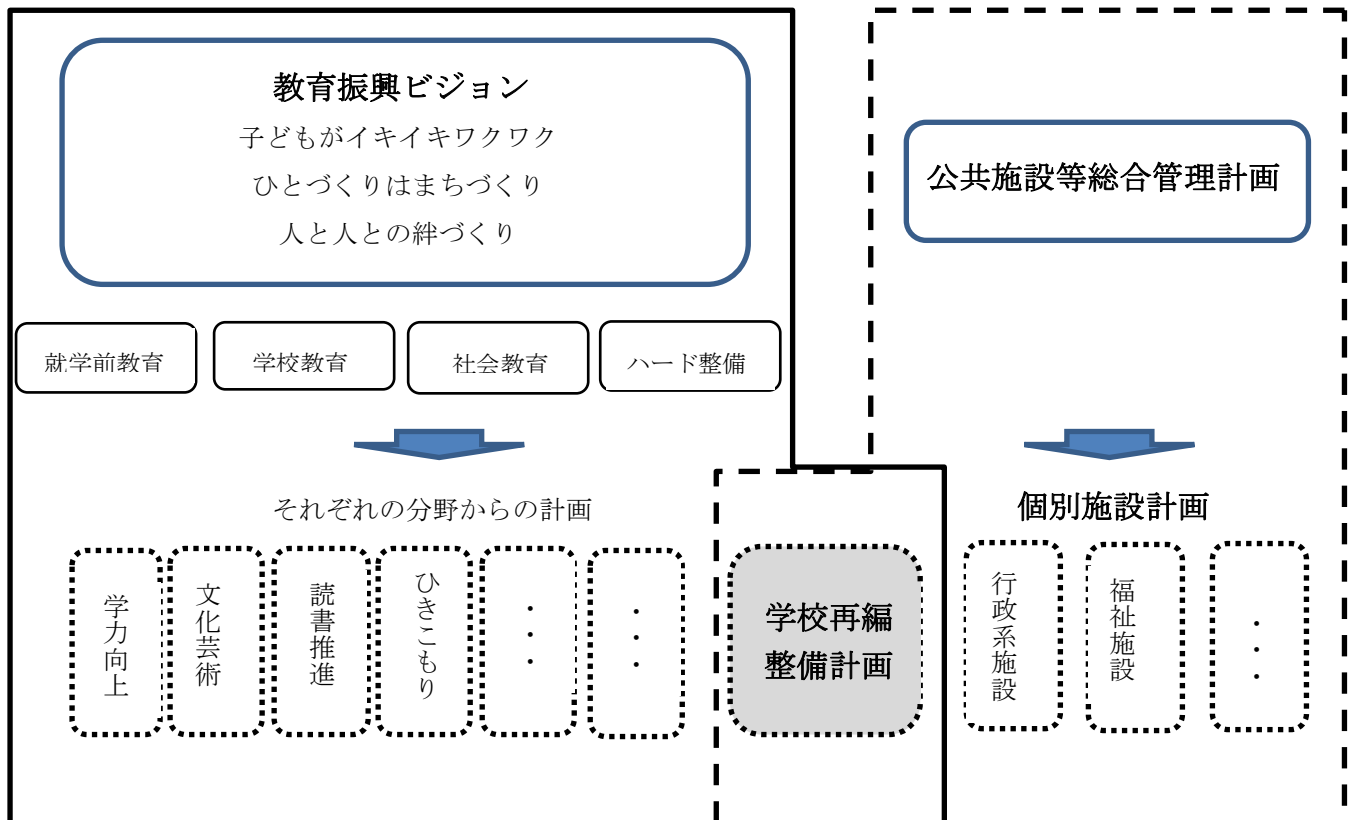 教育振興ビジョン
子どもがイキイキワクワク
ひとづくりはまちづくり
人と人との絆づくり
公共施設等総合管理計画
就学前教育
学校教育
社会教育
ハード整備
それぞれの分野からの計画
個別施設計画
学力向上
文化芸術
読書推進
ひきこもり
・・・
・・・
学校再編
整備計画
行政系施設
福祉施設
・・・